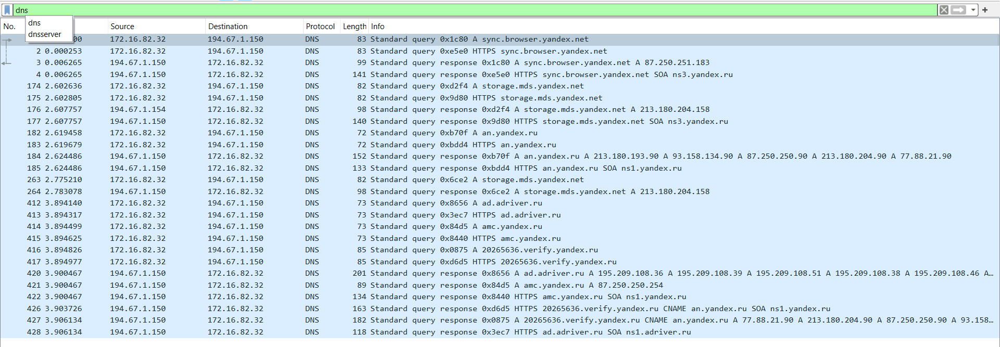 dns
dns
dnsserver
No. Source Destination Protocol Length Info
00 172.16.82.32 194.67.1.150 DNS 83 Standard query 0x1c80 A sync.browser.yandex.net
2 0.000253 172.16.82.32 194.67.1.150 DNS 83 Standard query 0xe5e0 HTTPS sync.browser.yandex.net
3 0.006265 194.67.1.150 172.16.82.32 DNS 99 Standard query response 0x1c80 A sync.browser.yandex.net A 87.250.251.183
4 0.006265 194.67.1.150 172.16.82.32 DNS 141 Standard query response 0xe5e0 HTTPS sync.browser.yandex.net SOA ns3.yandex.ru
174 2.602636 172.16.82.32 194.67.1.150 DNS 82 Standard query 0xd2f4 A storage.mds.yandex.net
175 2.602805 172.16.82.32 194.67.1.150 DNS 82 Standard query 0x9d80 HTTPS storage.mds.yandex.net
176 2.607757 194.67.1.154 172.16.82.32 DNS 98 Standard query response 0xd2f4 A storage.mds.yandex.net A 213.180.204.158
177 2.607757 194.67.1.150 172.16.82.32 DNS 140 Standard query response 0x9d80 HTTPS storage.mds.yandex.net SOA ns3.yandex.ru
182 2.619458 172.16.82.32 194.67.1.150 DNS 72 Standard query 0xb70f A an.yandex.ru
183 2.619679 172.16.82.32 194.67.1.150 DNS 72 Standard query 0xbdd4 HTTPS an.yandex.ru
184 2.624486 194.67.1.150 172.16.82.32 DNS 152 Standard query response 0xb70f A an.yandex.ru A 213.180.193.90 A 93.158.134.90 A 87.250.250.90 A 213.180.204.90 A 77.88.21.90
185 2.624486 194.67.1.150 172.16.82.32 DNS 133 Standard query response 0xbdd4 HTTPS an.yandex.ru SOA ns1.yandex.ru
263 2.775210 172.16.82.32 194.67.1.150 DNS 82 Standard query 0x6ce2 A storage.mds.yandex.net
264 2.783078 194.67.1.150 172.16.82.32 DNS 98 Standard query response 0x6ce2 A storage.mds.yandex.net A 213.180.204.158
412 3.894140 172.16.82.32 194.67.1.150 DNS 73 Standard query 0x8656 A ad.adriver.ru
413 3.894317 172.16.82.32 194.67.1.150 DNS 73 Standard query 0x3ec7 HTTPS ad.adriver.ru
414 3.894499 172.16.82.32 194.67.1.150 DNS 73 Standard query 0x84d5 A amc.yandex.ru
415 3.894625 172.16.82.32 194.67.1.150 DNS 73 Standard query 0x8440 HTTPS amc.yandex.ru
416 3.894826 172.16.82.32 194.67.1.150 DNS 85 Standard query 0x0875 A 20265636.verify.yandex.ru
417 3.894977 172.16.82.32 194.67.1.150 DNS 85 Standard query 0xd6d5 HTTPS 20265636.verify.yandex.ru
420 3.900467 194.67.1.150 172.16.82.32 DNS 201 Standard query response 0x8656 A ad.adriver.ru A 195.209.108.36 A 195.209.108.39 A 195.209.108.51 A 195.209.108.38 A 195.209.108.46 A…
421 3.900467 194.67.1.150 172.16.82.32 DNS 89 Standard query response 0x84d5 A amc.yandex.ru A 87.250.250.254
422 3.900467 194.67.1.150 172.16.82.32 DNS 134 Standard query response 0x8440 HTTPS amc.yandex.ru SOA ns1.yandex.ru
426 3.903726 194.67.1.150 172.16.82.32 DNS 163 Standard query response 0xd6d5 HTTPS 20265636.verify.yandex.ru CNAME an.yandex.ru SOA ns1.yandex.ru
427 3.906134 194.67.1.150 172.16.82.32 DNS 182 Standard query response 0x0875 A 20265636.verify.yandex.ru CNAME an.yandex.ru A 77.88.21.90 A 213.180.204.90 A 87.250.250.90 A 93.158…
428 3.906134 194.67.1.150 172.16.82.32 DNS 118 Standard query response 0x3ec7 HTTPS ad.adriver.ru SOA ns1.adriver.ru